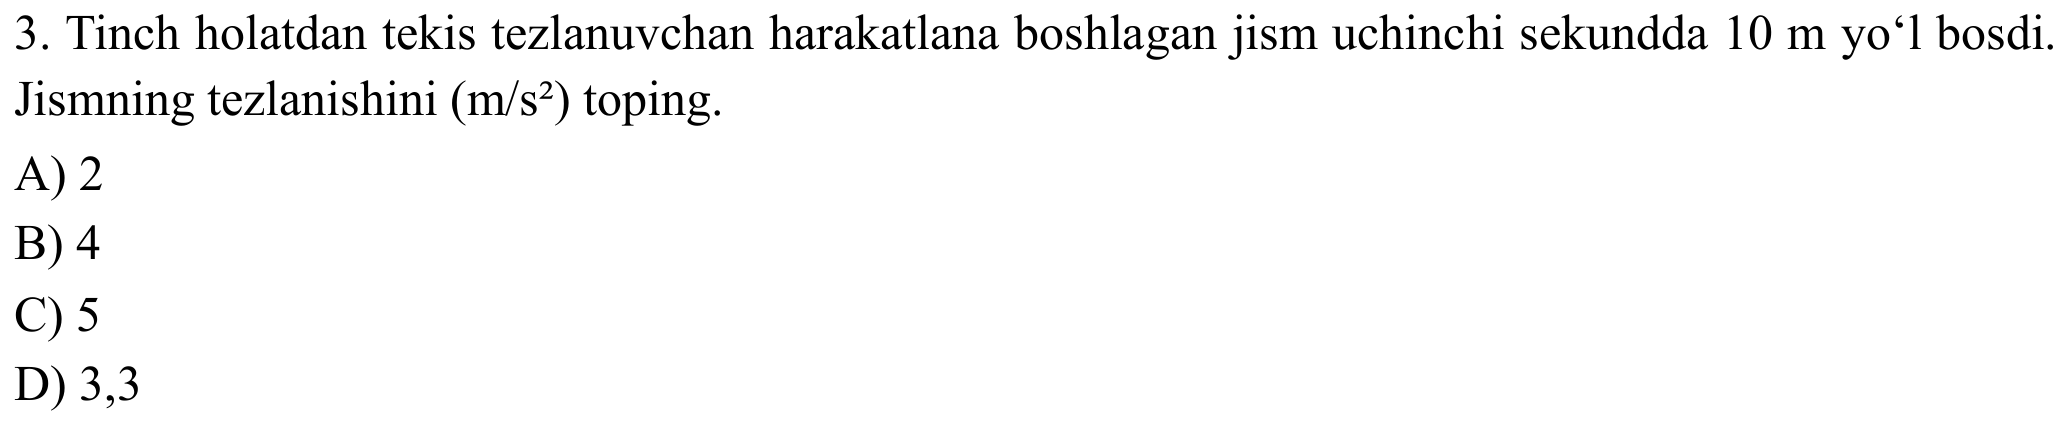 3. Tinch holatdan tekis tezlanuvchan harakatlana boshlagan jism uchinchi sekundda 10 m yo‘l bosdi.
Jismning tezlanishini (m/s²) toping.
A) 2
B) 4
C) 5
D) 3,3